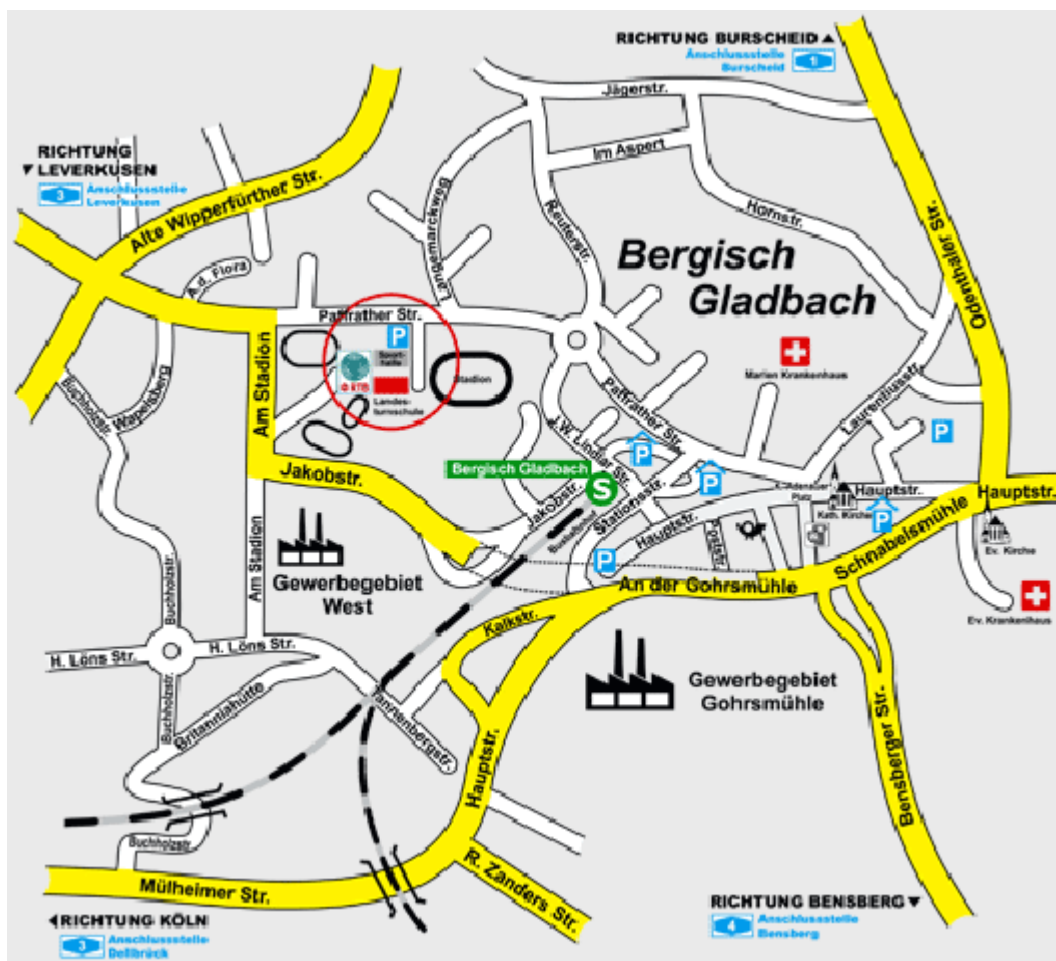 RICHTUNG BURSCHEID
Anschlussstelle
Burscheid
1
Jägerstr.
Im Aspert
RICHTUNG
LEVERKUSEN
3
Anschlussstelle
Leverkusen
Alte Wipperfürther Str.
Langemarckweg
Reuterstr.
Hornstr.
Odenthaler Str.
Bergisch
Gladbach
A.d. Flora
Paffrather Str.
P
Sport-
halle
Landes-
turnschule
Stadion
Marien Krankenhaus
Am Stadion
Buchholzstr.
Wapelsberg
Laurentiusstr.
Paffrather Str.
J.W. Lindlar Str.
P
P
P
Bergisch Gladbach
S
Jakobstr.
Jakobstr.
Stationsstr.
Busbahnhof
Hauptstr.
Poststr.
Adenauer
Platz
Kath. Kirche
Hauptstr.
P
Hauptstr.
Schnabelsmühle
Ev. Kirche
Ev. Krankenhaus
P
An der Gohrsmühle
Gewerbegebiet
West
Am Stadion
Buchholzstr.
Kalkstr.
H. Löns Str.
H. Löns Str.
Buchholzstr.
Britanniahütte
Tannenbergstr.
Gewerbegebiet
Gohrsmühle
Hauptstr.
Bensberger Str.
Buchholzstr.
Mülheimer Str.
R. Zanders Str.
RICHTUNG KÖLN
3
Anschlussstelle
Dellbrück
RICHTUNG BENSBERG
4
Anschlussstelle
Bensberg